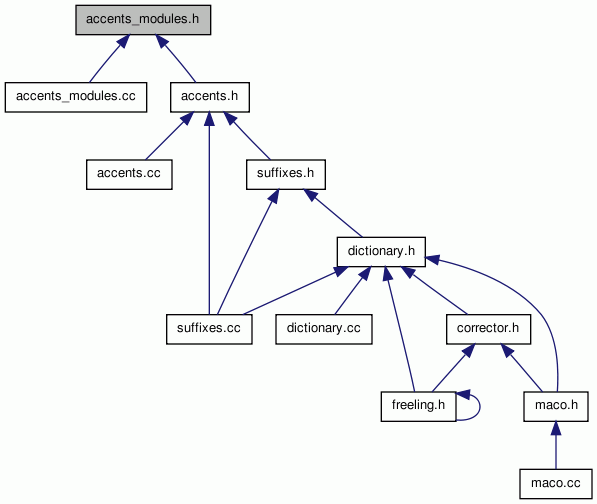 accents_modules.h
accents_modules.cc
accents.h
accents.cc
suffixes.h
dictionary.h
suffixes.cc
dictionary.cc
corrector.h
freeling.h
maco.h
maco.cc